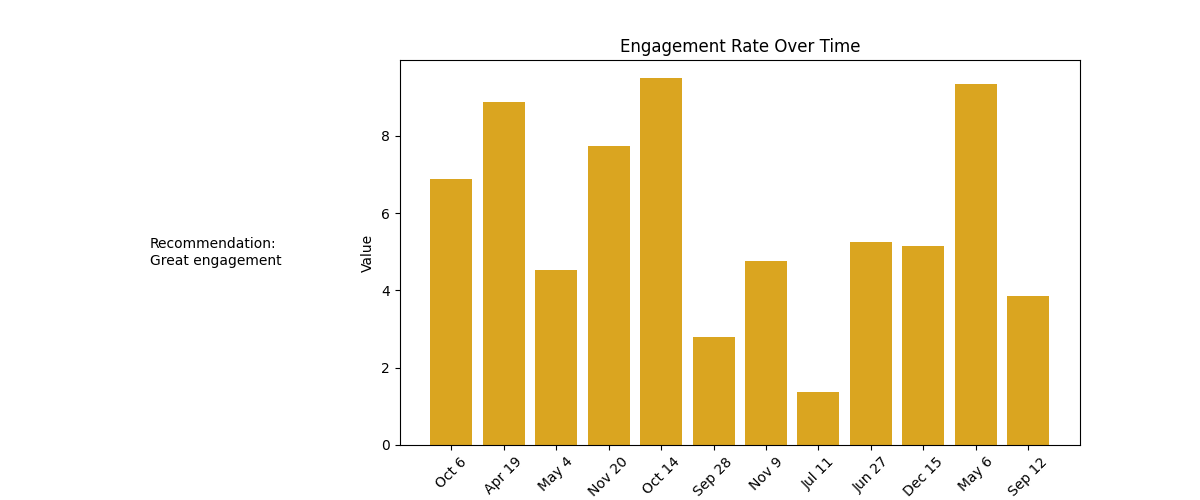 Engagement Rate Over Time
Recommendation:
Great engagement
Value
8
6
4
2
0
Oct 6
Apr 19
May 4
Nov 20
Oct 14
Sep 28
Nov 9
Jul 11
Jun 27
Dec 15
May 6
Sep 12